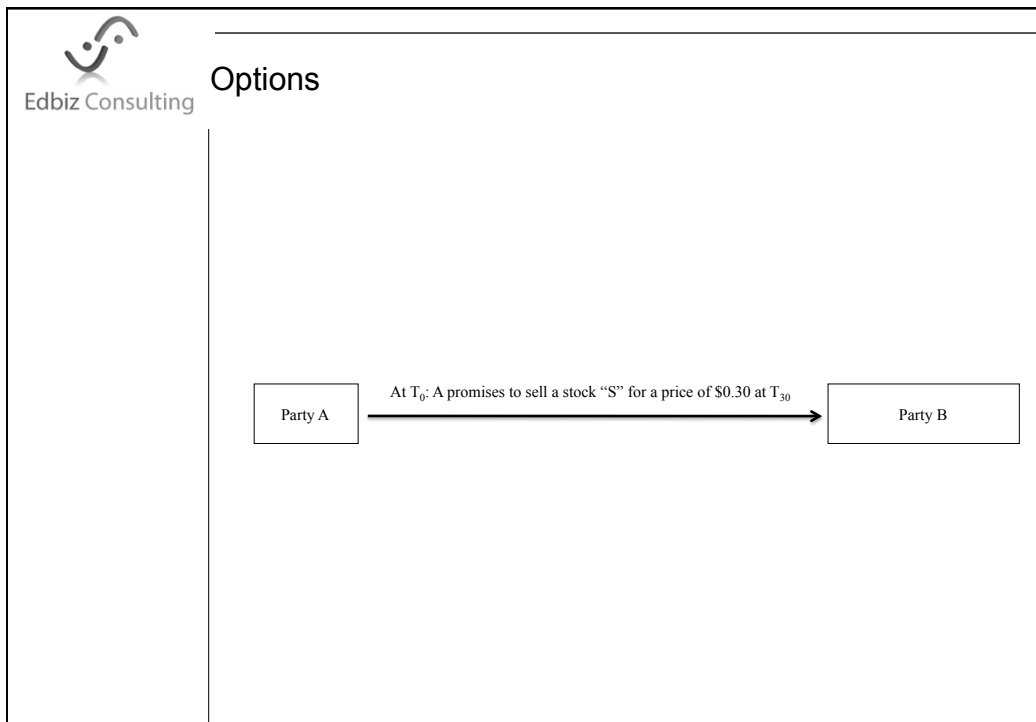 Edbiz Consulting
Options
At T₀: A promises to sell a stock “S” for a price of $0.30 at T₃₀
Party A
Party B